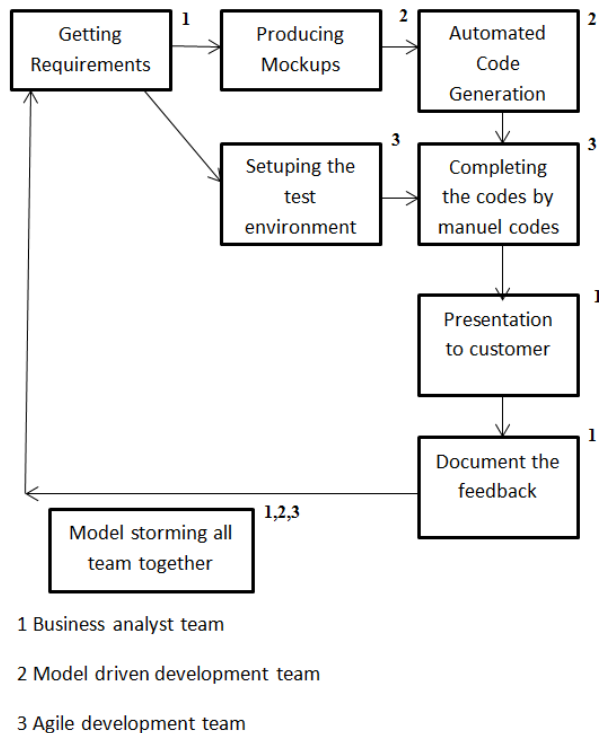 Getting
Requirements
1
Producing
Mockups
2
Automated
Code
Generation
2
Setuping the
test
environment
3
Completing
the codes by
manuel codes
3
Presentation
to customer
1
Document the
feedback
1
Model storming all
team together
1,2,3
1 Business analyst team
2 Model driven development team
3 Agile development team